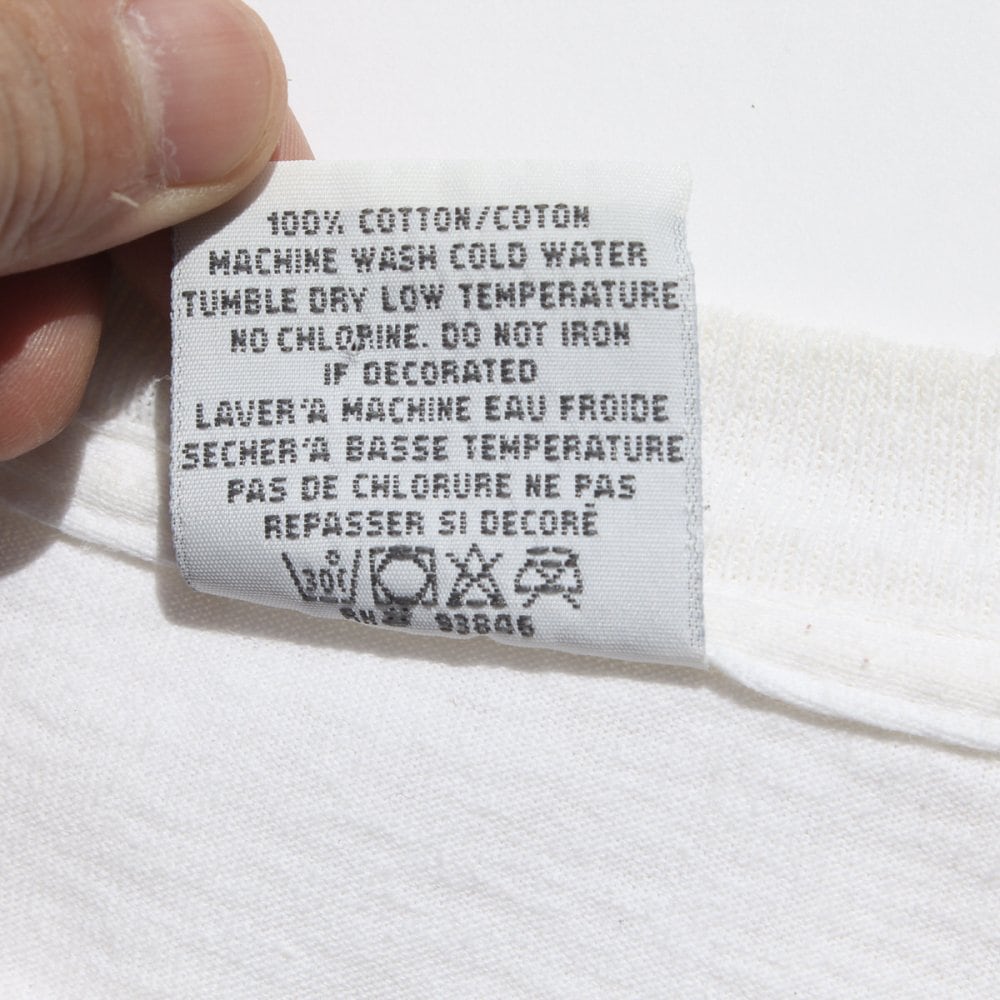 100% COTTON/COTON
MACHINE WASH COLD WATER
TUMBLE DRY LOW TEMPERATURE
NO CHLORINE. DO NOT IRON
IF DECORATED
LAVER'A MACHINE EAU FROIDE
SECHER'A BASSE TEMPERATURE
PAS DE CHLORURE NE PAS
REPASSER SI DECORÉ
30°
93846